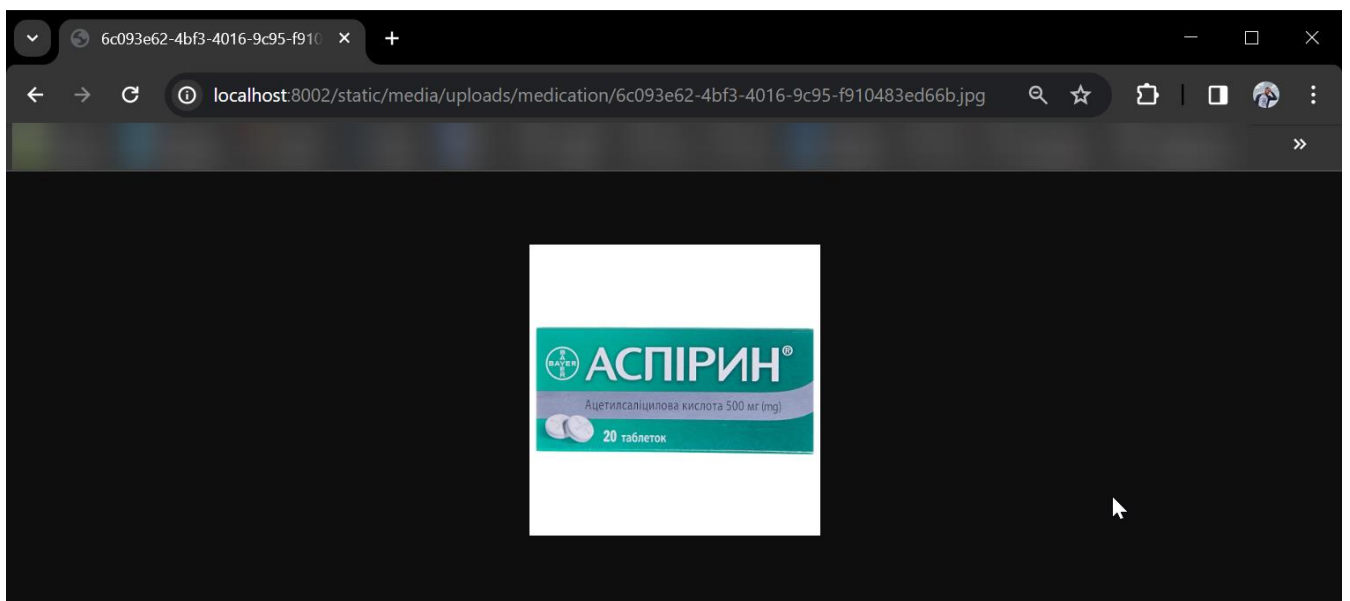 6c093e62-4bf3-4016-9c95-f910
localhost:8002/static/media/uploads/medication/6c093e62-4bf3-4016-9c95-f910483ed66b.jpg
BAYER
АСПІРИН®
Ацетилсаліцилова кислота 500 мг (mg)
20 таблеток